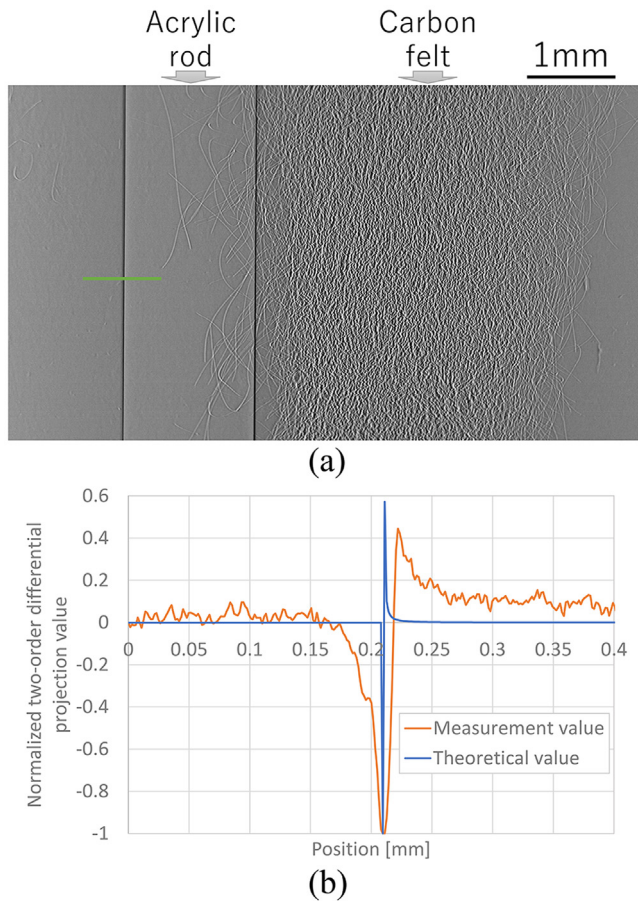 Acrylic
rod
Carbon
felt
1mm
(a)
Normalized two-order differential
projection value
0.6
0.4
0.2
0
-0.2
-0.4
-0.6
-0.8
-1
0 0.05 0.1 0.15 0.2 0.25 0.3 0.35 0.4
Measurement value
Theoretical value
Position [mm]
(b)